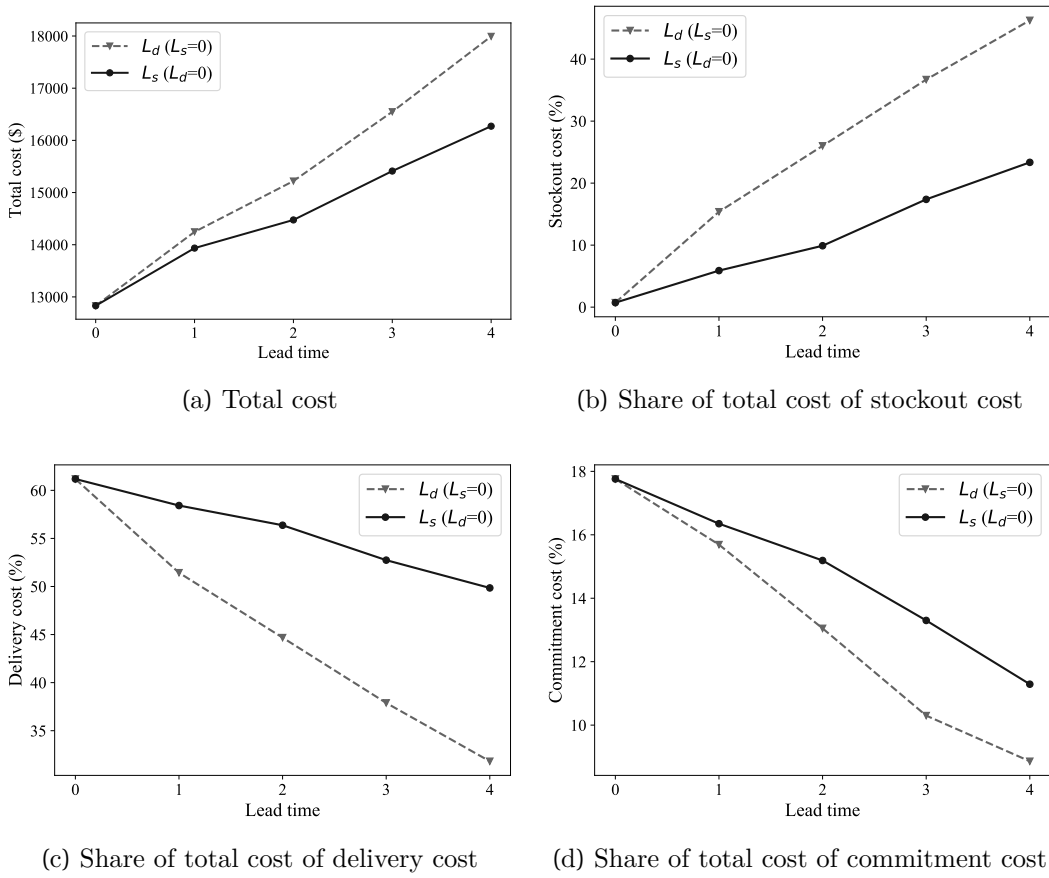 18000
17000
16000
15000
14000
13000
Total cost ($)
L_d (L_s=0)
L_s (L_d=0)
0 1 2 3 4
Lead time
(a) Total cost
40
30
20
10
0
Stockout cost (%)
L_d (L_s=0)
L_s (L_d=0)
0 1 2 3 4
Lead time
(b) Share of total cost of stockout cost
60
55
50
45
40
35
Delivery cost (%)
L_d (L_s=0)
L_s (L_d=0)
0 1 2 3 4
Lead time
(c) Share of total cost of delivery cost
18
16
14
12
10
Commitment cost (%)
L_d (L_s=0)
L_s (L_d=0)
0 1 2 3 4
Lead time
(d) Share of total cost of commitment cost